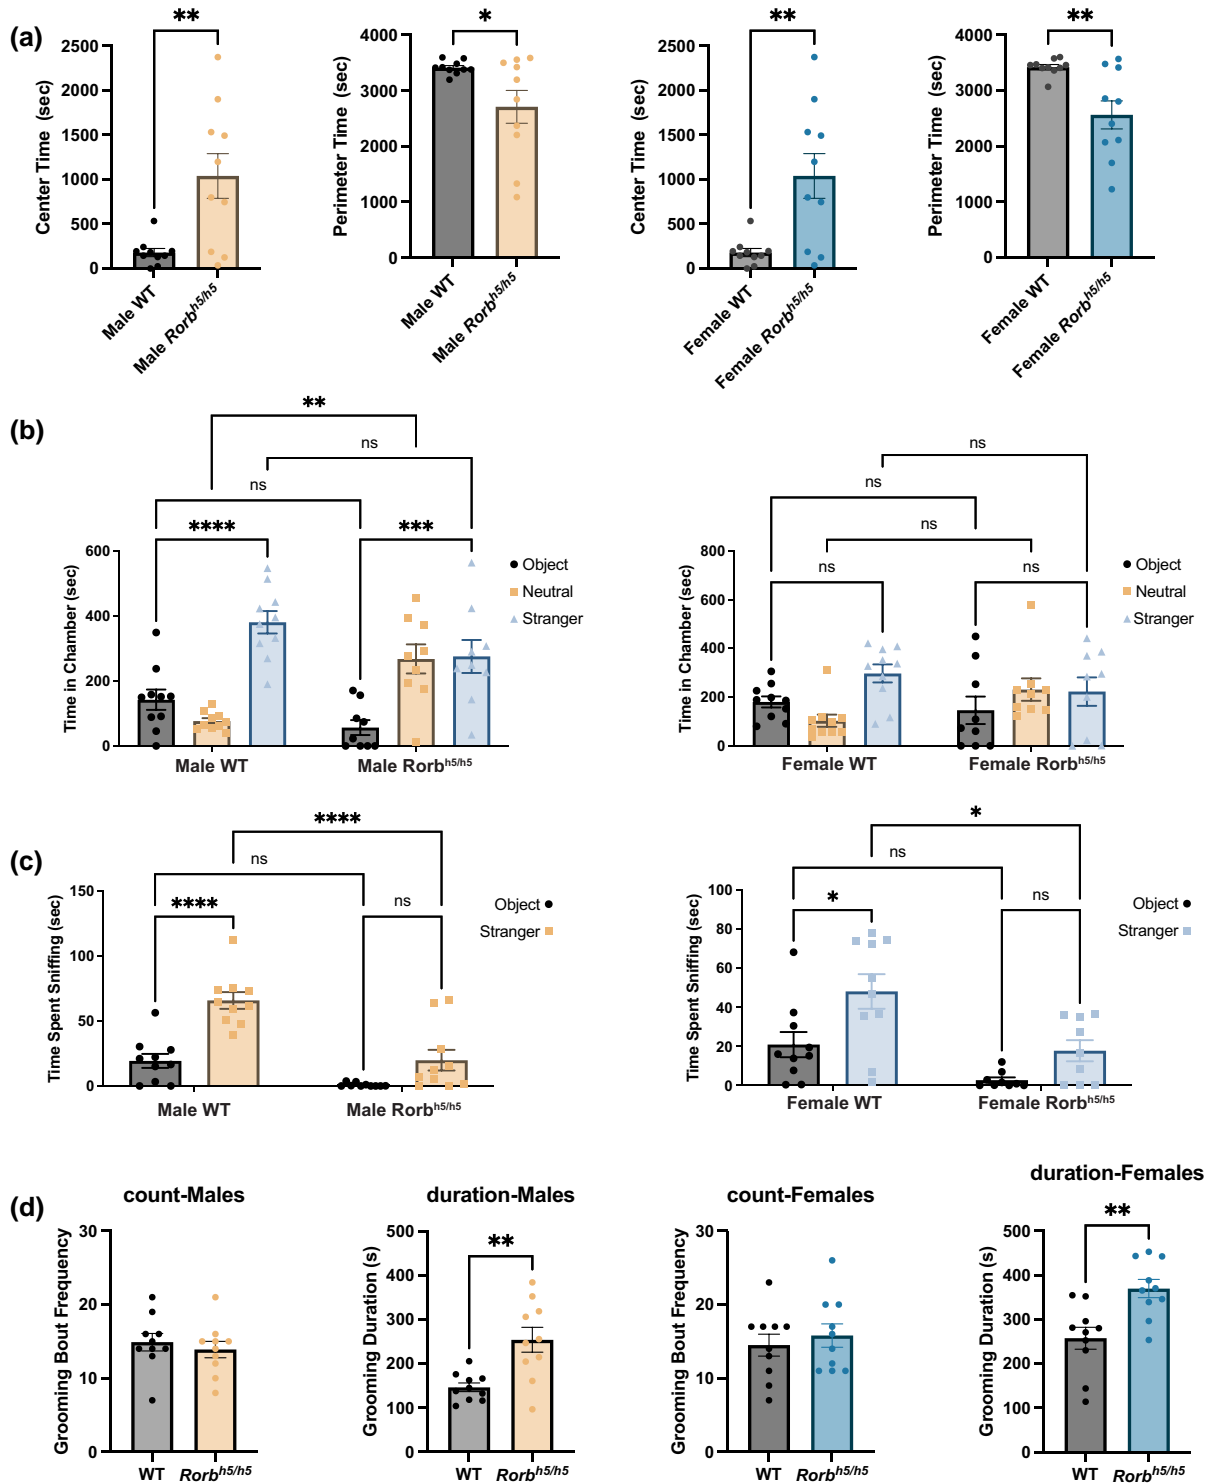 (a)
**
*
**
**
Center Time (sec)
2500
2000
1500
1000
500
0
Male WT
Male Rorbh5/h5
Perimeter Time (sec)
4000
3000
2000
1000
0
Male WT
Male Rorbh5/h5
Center Time (sec)
2500
2000
1500
1000
500
0
Female WT
Female Rorbh5/h5
Perimeter Time (sec)
4000
3000
2000
1000
0
Female WT
Female Rorbh5/h5
(b)
**
ns
ns
****
***
Time in Chamber (sec)
600
400
200
0
Male WT
Male Rorbh5/h5
Object
Neutral
Stranger
ns
ns
ns
ns
ns
Time in Chamber (sec)
800
600
400
200
0
Female WT
Female Rorbh5/h5
Object
Neutral
Stranger
(c)
****
ns
****
ns
Time Spent Sniffing (sec)
150
100
50
0
Male WT
Male Rorbh5/h5
Object
Stranger
*
ns
*
ns
Time Spent Sniffing (sec)
100
80
60
40
20
0
Female WT
Female Rorbh5/h5
Object
Stranger
(d)
count-Males
Grooming Bout Frequency
30
20
10
0
WT
Rorbh5/h5
duration-Males
**
Grooming Duration (s)
500
400
300
200
100
0
WT
Rorbh5/h5
count-Females
Grooming Bout Frequency
30
20
10
0
WT
Rorbh5/h5
duration-Females
**
Grooming Duration (s)
500
400
300
200
100
0
WT
Rorbh5/h5